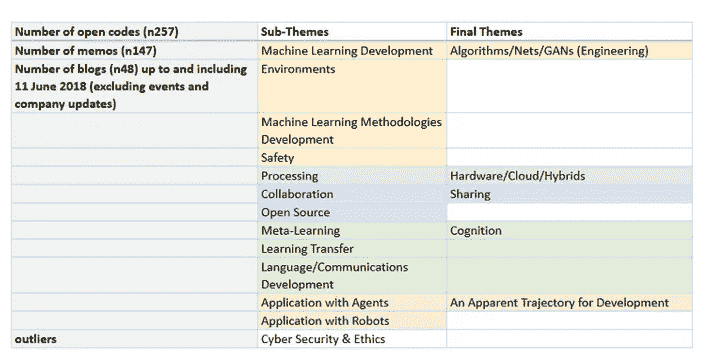 Number of open codes (n257) Sub-Themes Final Themes
Number of memos (n147) Machine Learning Development Algorithms/Nets/GANs (Engineering)
Number of blogs (n48) up to and including Environments
11 June 2018 (excluding events and
company updates)
Machine Learning Methodologies
Development
Safety
Processing Hardware/Cloud/Hybrids
Collaboration Sharing
Open Source
Meta-Learning Cognition
Learning Transfer
Language/Communications
Development
Application with Agents An Apparent Trajectory for Development
Application with Robots
outliers Cyber Security & Ethics